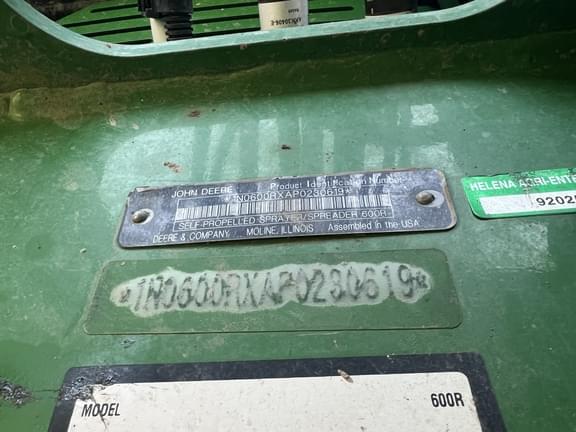 JOHN DEERE Product Identification Number
*1N0600RXAP0230619*
SELF-PROPELLED SPRAYER/SPREADER 600R
DEERE & COMPANY MOLINE, ILLINOIS Assembled in the USA
HELENA AGRI-ENTE
9202
*1N0600RXAP0230619*
MODEL 600R